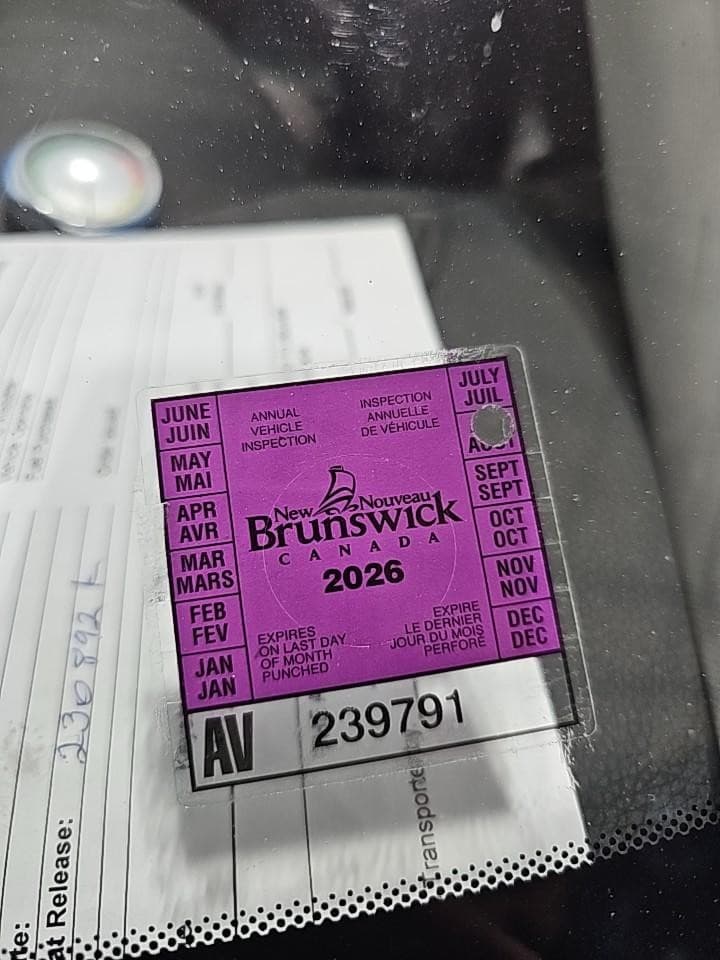 JUNE
JUIN
MAY
MAI
APR
AVR
MAR
MARS
FEB
FEV
JAN
JAN
ANNUAL
VEHICLE
INSPECTION
INSPECTION
ANNUELLE
DE VÉHICULE
New Nouveau
Brunswick
CANADA
2026
EXPIRES
ON LAST DAY
OF MONTH
PUNCHED
EXPIRE
LE DERNIER
JOUR DU MOIS
PERFORÉ
JULY
JUIL
AOUT
SEPT
SEPT
OCT
OCT
NOV
NOV
DEC
DEC
AV 239791
at Release: